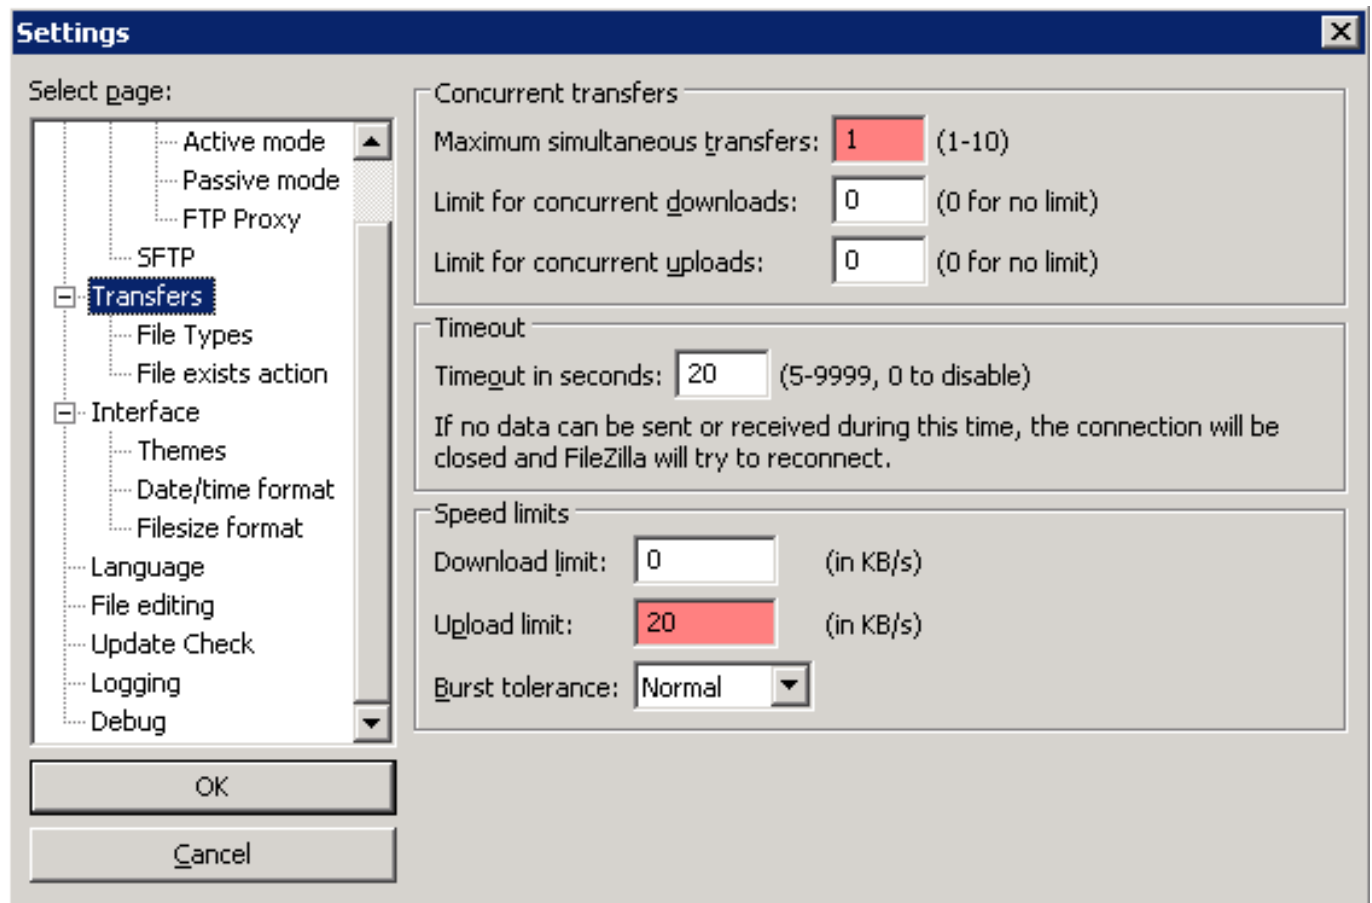 Settings
Select page:
Active mode
Passive mode
FTP Proxy
SFTP
Transfers
File Types
File exists action
Interface
Themes
Date/time format
Filesize format
Language
File editing
Update Check
Logging
Debug
OK
Cancel
Concurrent transfers
Maximum simultaneous transfers: 1 (1-10)
Limit for concurrent downloads: 0 (0 for no limit)
Limit for concurrent uploads: 0 (0 for no limit)
Timeout
Timeout in seconds: 20 (5-9999, 0 to disable)
If no data can be sent or received during this time, the connection will be
closed and FileZilla will try to reconnect.
Speed limits
Download limit: 0 (in KB/s)
Upload limit: 20 (in KB/s)
Burst tolerance: Normal